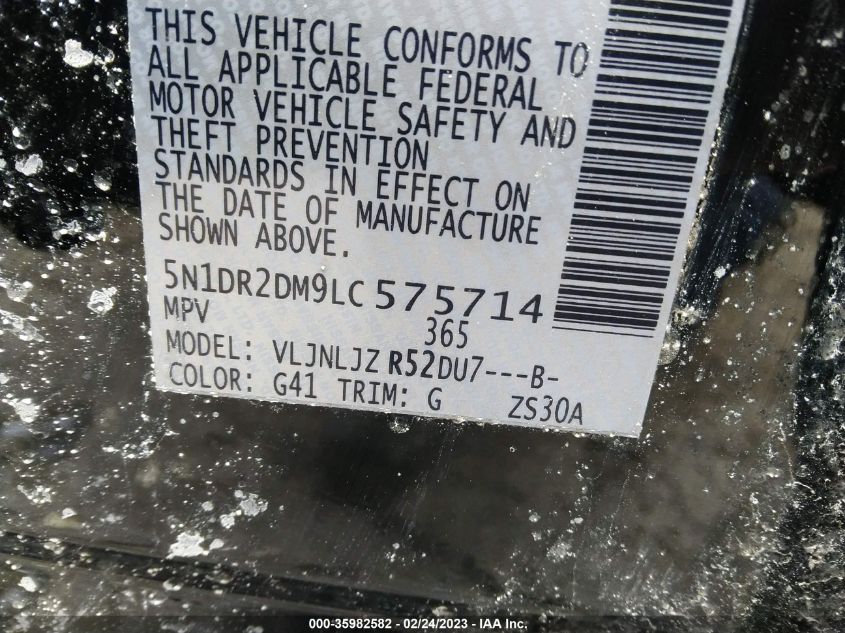 THIS VEHICLE CONFORMS TO
ALL APPLICABLE FEDERAL
MOTOR VEHICLE SAFETY AND
THEFT PREVENTION
STANDARDS IN EFFECT ON
THE DATE OF MANUFACTURE
SHOWN ABOVE.
5N1DR2DM9LC575714
MPV 365
MODEL: VLJNLJZ R52DU7---B-
COLOR: G41 TRIM: G ZS30A
000-35982582 - 02/24/2023 - IAA Inc.